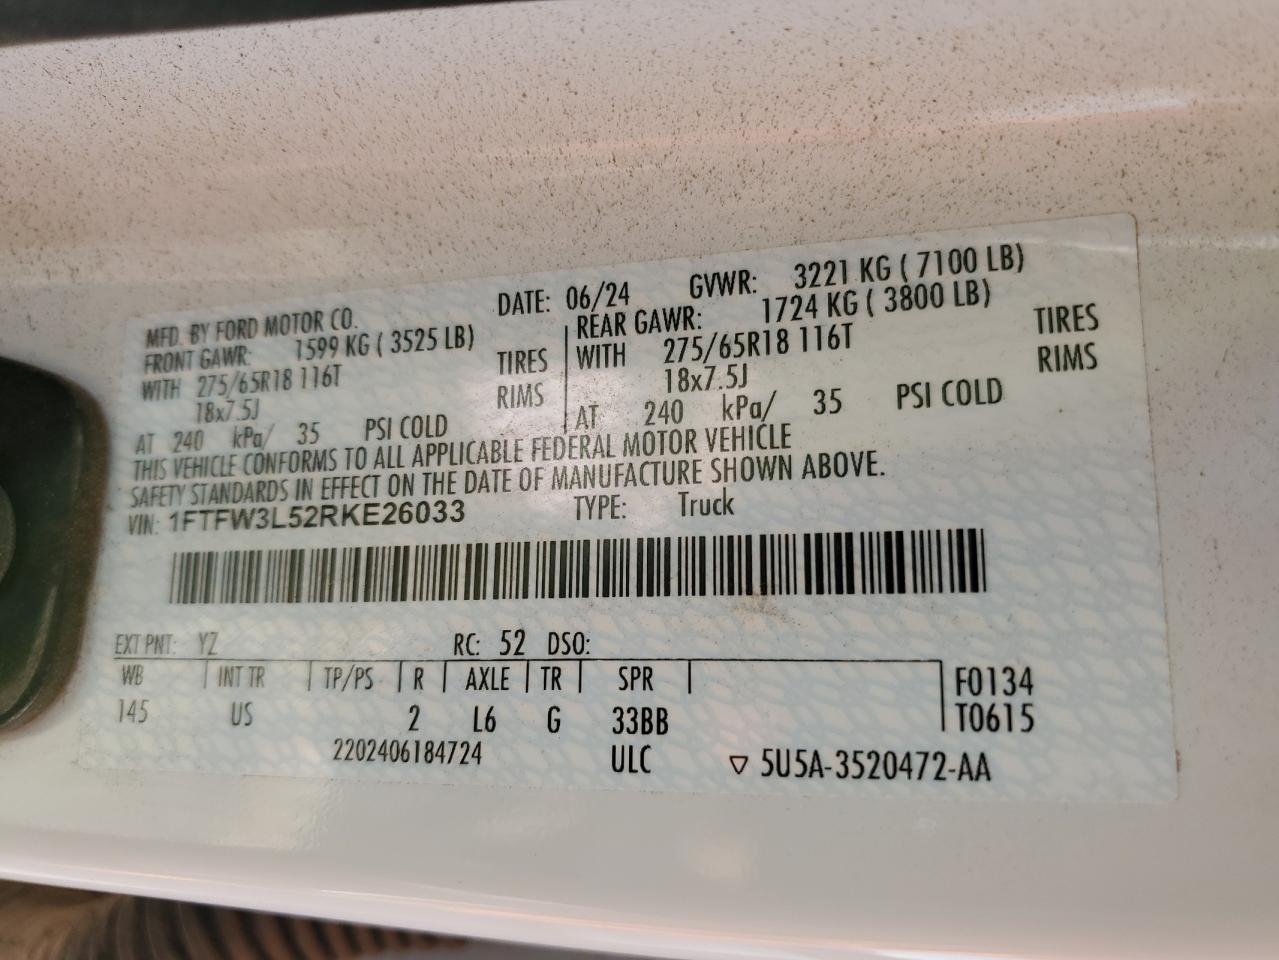 MFD. BY FORD MOTOR CO. DATE: 06/24 GVWR: 3221 KG ( 7100 LB)
FRONT GAWR: 1599 KG ( 3525 LB) REAR GAWR: 1724 KG ( 3800 LB)
WITH 275/65R18 116T TIRES WITH 275/65R18 116T TIRES
18x7.5J RIMS 18x7.5J RIMS
AT 240 kPa/ 35 PSI COLD AT 240 kPa/ 35 PSI COLD
THIS VEHICLE CONFORMS TO ALL APPLICABLE FEDERAL MOTOR VEHICLE
SAFETY STANDARDS IN EFFECT ON THE DATE OF MANUFACTURE SHOWN ABOVE.
VIN: 1FTFW3L52RKE26033 TYPE: Truck
EXT PNT: YZ RC: 52 DSO:
WB INT TR TP/PS R AXLE TR SPR F0134
145 US 2 L6 G 33BB T0615
2202406184724 ULC ▽ 5U5A-3520472-AA